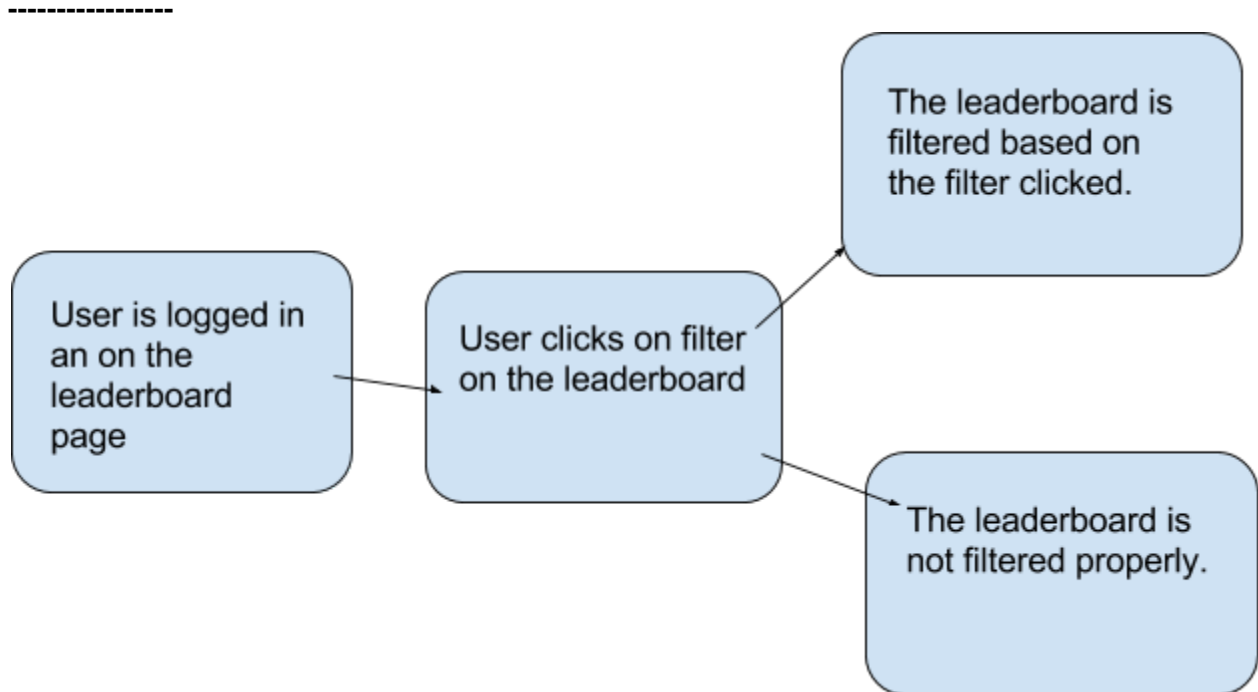 -----------------
The leaderboard is
filtered based on
the filter clicked.
User is logged in
an on the
leaderboard
page
User clicks on filter
on the leaderboard
The leaderboard is
not filtered properly.